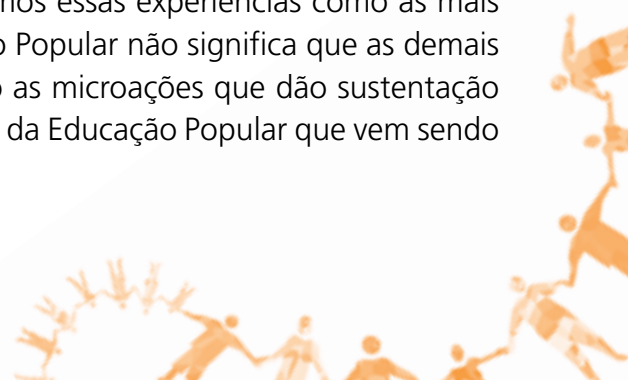 essas experiências como as mais
Popular não significa que as demais
as microações que dão sustentação
da Educação Popular que vem sendo